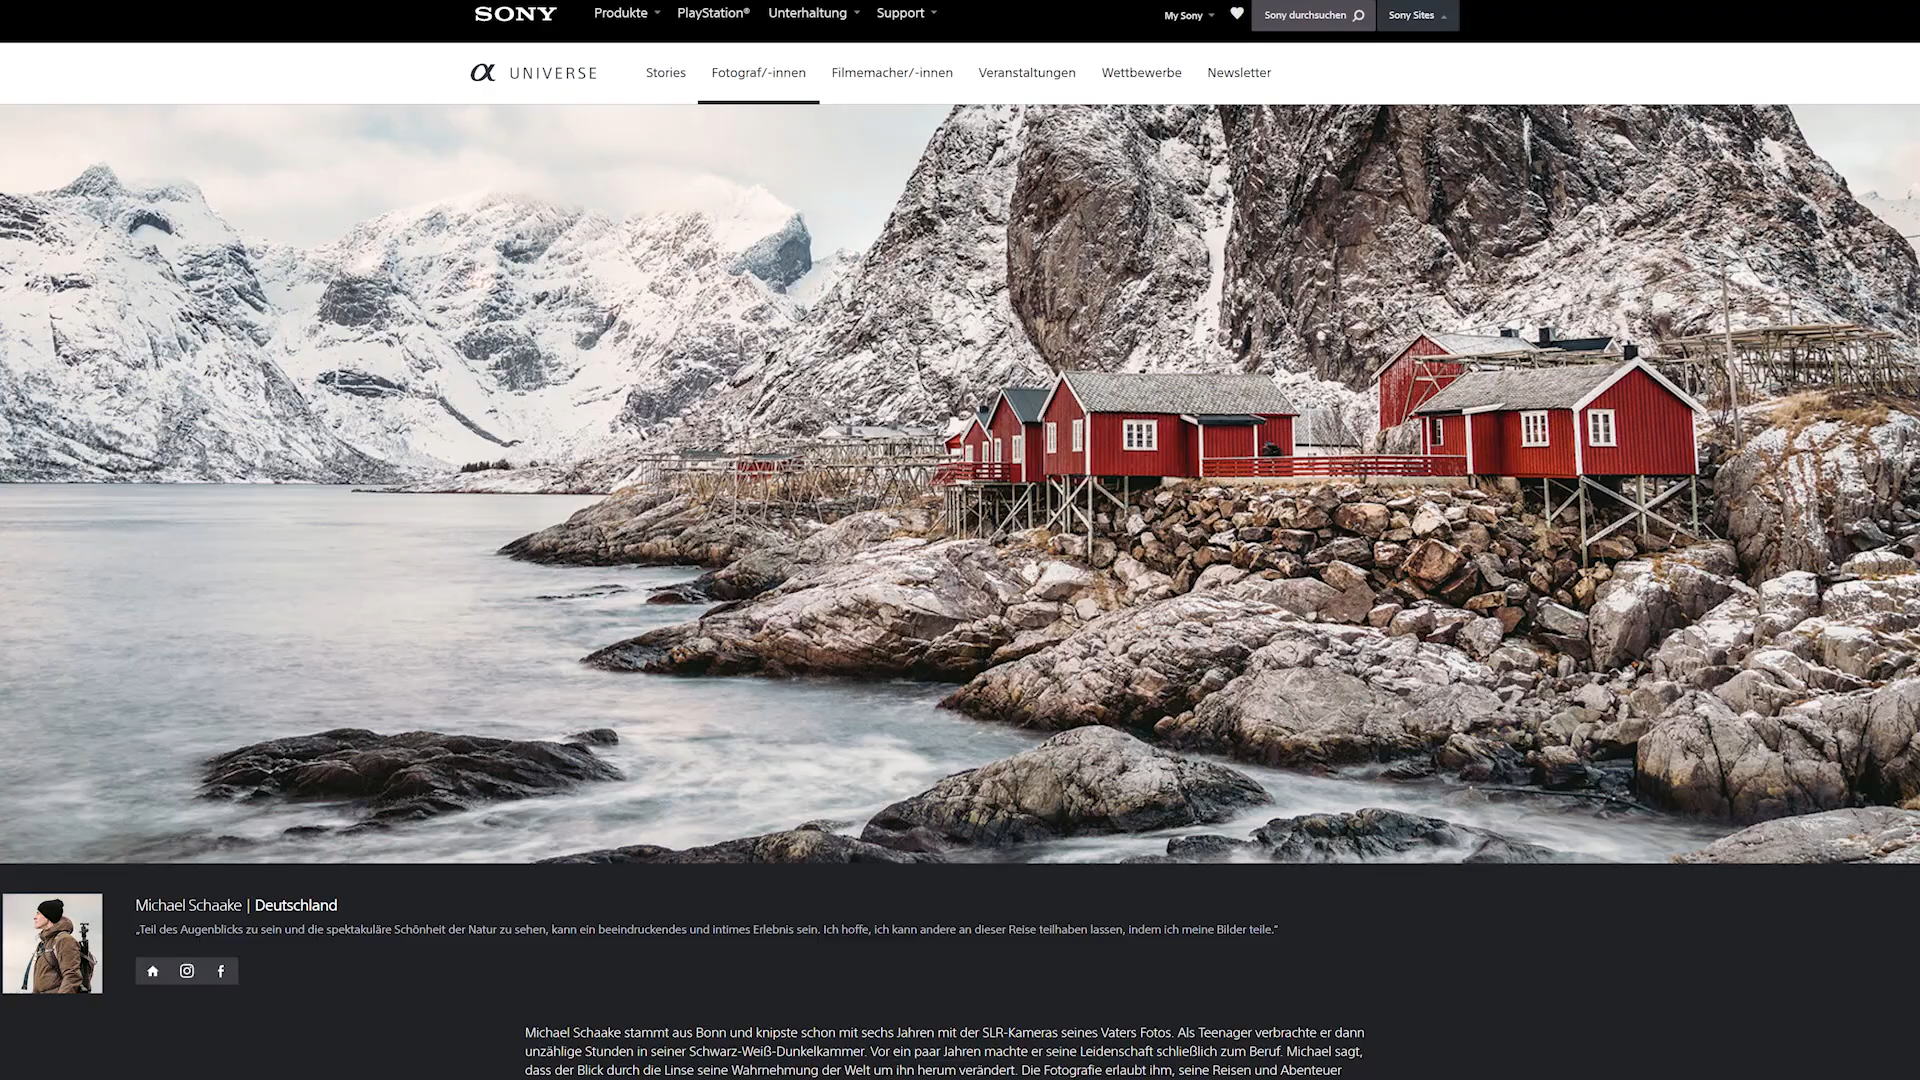 SONY Produkte PlayStation® Unterhaltung Support My Sony Sony durchsuchen Sony Sites
α UNIVERSE Stories Fotograf/-innen Filmemacher/-innen Veranstaltungen Wettbewerbe Newsletter
Michael Schaake | Deutschland
„Teil des Augenblicks zu sein und die spektakuläre Schönheit der Natur zu sehen, kann ein beeindruckendes und intimes Erlebnis sein. Ich hoffe, ich kann andere an dieser Reise teilhaben lassen, indem ich meine Bilder teile.“
Michael Schaake stammt aus Bonn und knipste schon mit sechs Jahren mit der SLR-Kameras seines Vaters Fotos. Als Teenager verbrachte er dann
unzählige Stunden in seiner Schwarz-Weiß-Dunkelkammer. Vor ein paar Jahren machte er seine Leidenschaft schließlich zum Beruf. Michael sagt,
dass der Blick durch die Linse seine Wahrnehmung der Welt um ihn herum verändert. Die Fotografie erlaubt ihm, seine Reisen und Abenteuer